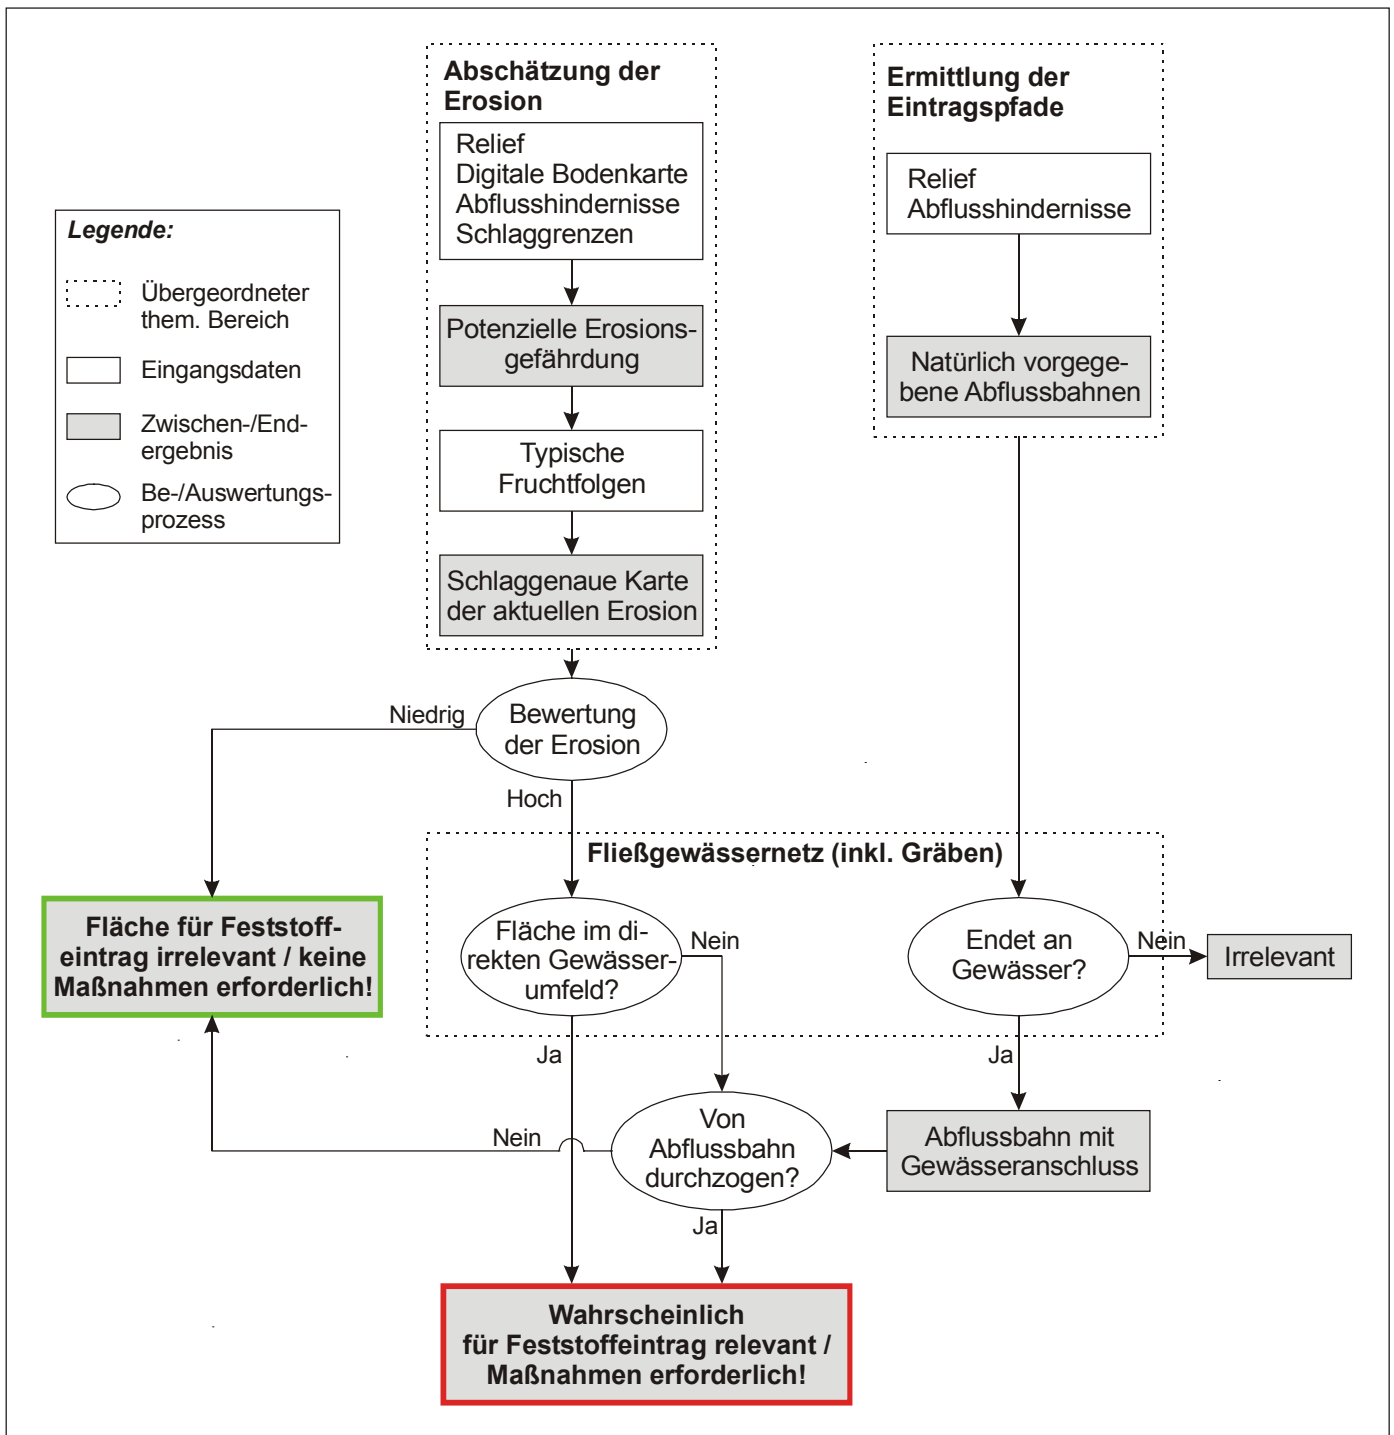 Abschätzung der
Erosion
Relief
Digitale Bodenkarte
Abflusshindernisse
Schlaggrenzen
Potenzielle Erosions-
gefährdung
Typische
Fruchtfolgen
Schlaggenaue Karte
der aktuellen Erosion
Ermittlung der
Eintragspfade
Relief
Abflusshindernisse
Natürlich vorgege-
bene Abflussbahnen
Legende:
Übergeordneter
them. Bereich
Eingangsdaten
Zwischen-/End-
ergebnis
Be-/Auswertungs-
prozess
Niedrig
Bewertung
der Erosion
Hoch
Fließgewässernetz (inkl. Gräben)
Fläche für Feststoff-
eintrag irrelevant / keine
Maßnahmen erforderlich!
Fläche im di-
rekten Gewässer-
umfeld?
Nein
Endet an
Gewässer?
Nein
Irrelevant
Ja
Ja
Nein
Von
Abflussbahn
durchzogen?
Abflussbahn mit
Gewässeranschluss
Ja
Wahrscheinlich
für Feststoffeintrag relevant /
Maßnahmen erforderlich!